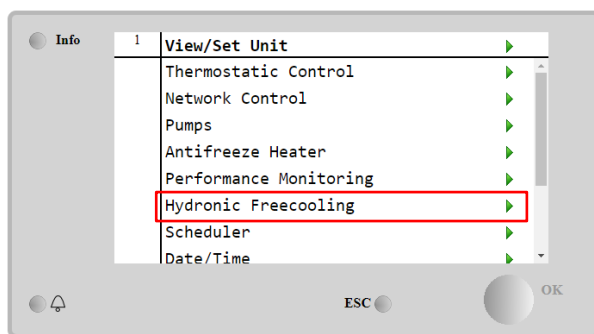 Info
1 View/Set Unit
Thermostatic Control
Network Control
Pumps
Antifreeze Heater
Performance Monitoring
Hydronic Freecooling
Scheduler
Date/Time
ESC
OK